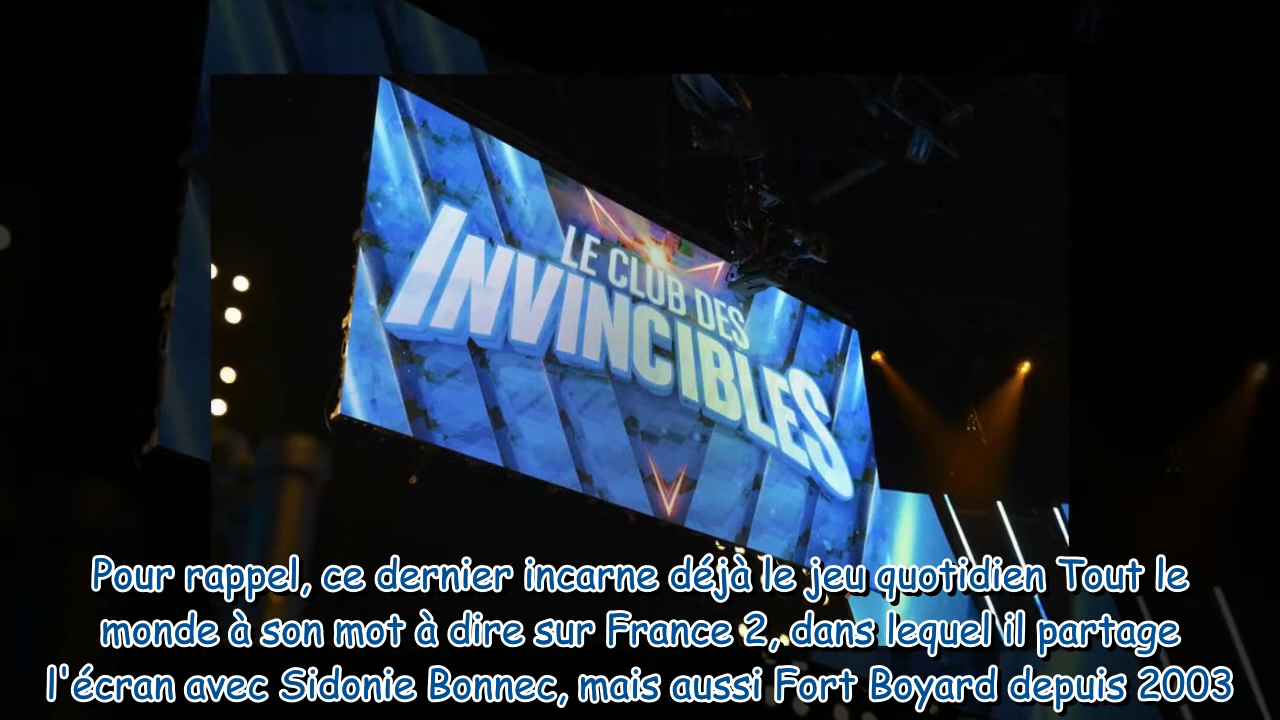 LE CLUB DES
INVINCIBLES
Pour rappel, ce dernier incarne déjà le jeu quotidien Tout le
monde à son mot à dire sur France 2, dans lequel il partage
l'écran avec Sidonie Bonnec, mais aussi Fort Boyard depuis 2003